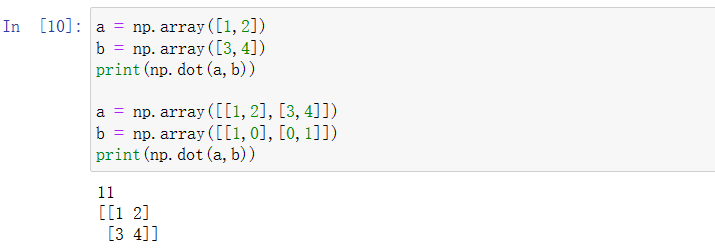 In [10]: a = np.array([1,2])
b = np.array([3,4])
print(np.dot(a,b))

a = np.array([[1,2],[3,4]])
b = np.array([[1,0],[0,1]])
print(np.dot(a,b))
11
[[1 2]
 [3 4]]